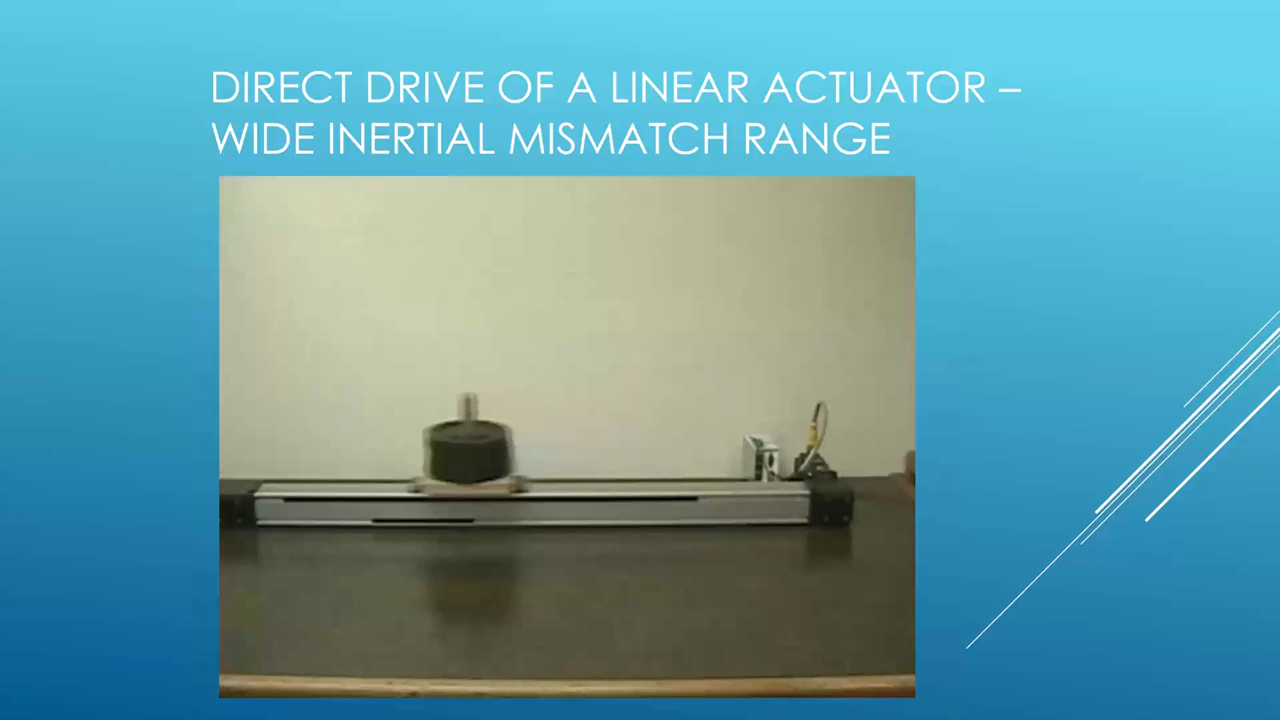 DIRECT DRIVE OF A LINEAR ACTUATOR –
WIDE INERTIAL MISMATCH RANGE